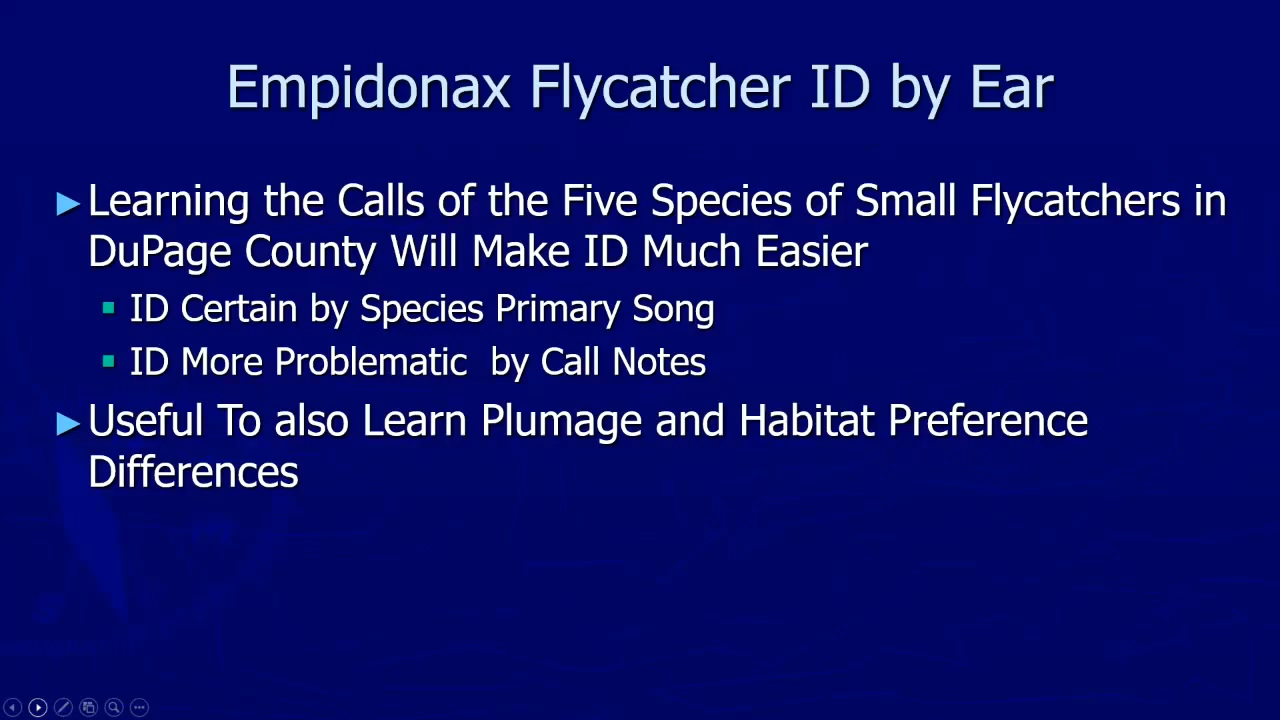 Empidonax Flycatcher ID by Ear
Learning the Calls of the Five Species of Small Flycatchers in
DuPage County Will Make ID Much Easier
ID Certain by Species Primary Song
ID More Problematic  by Call Notes
Useful To also Learn Plumage and Habitat Preference
Differences